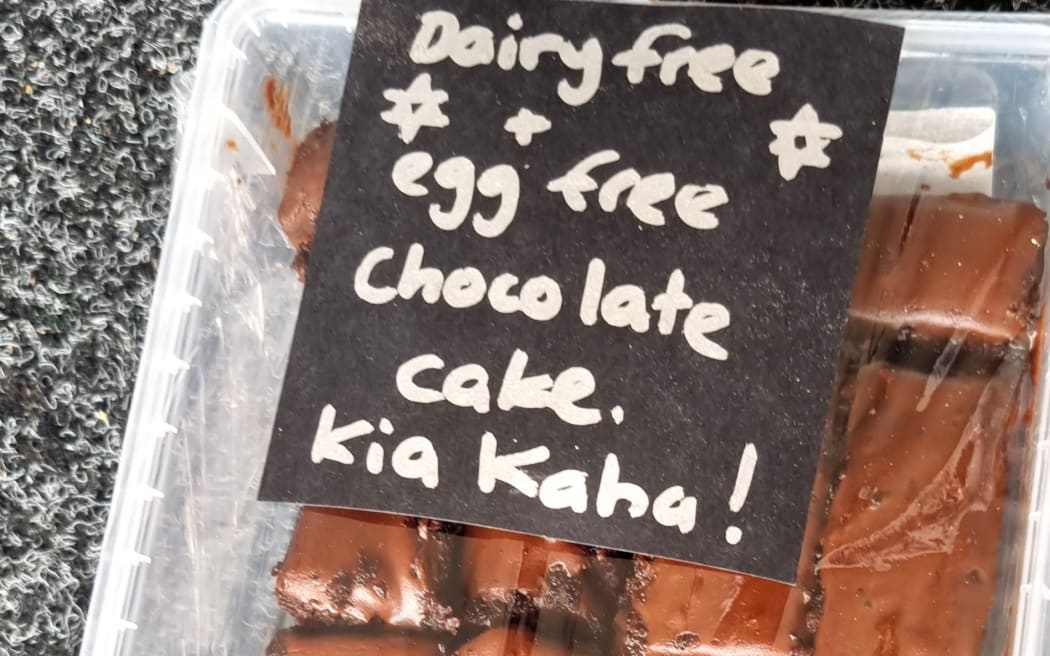 Dairy free
+
egg free
Chocolate
cake.
Kia Kaha!